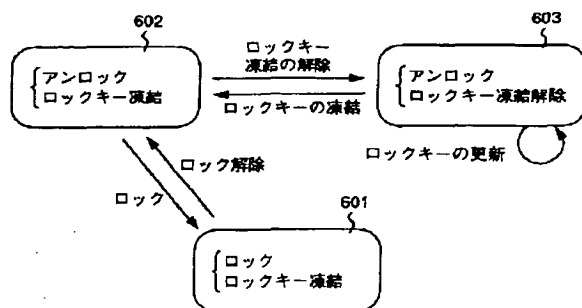 602
アンロック
ロックキー凍結
ロックキー
凍結の解除
ロックキーの凍結
603
アンロック
ロックキー凍結解除
ロックキーの更新
ロック解除
ロック
601
ロック
ロックキー凍結